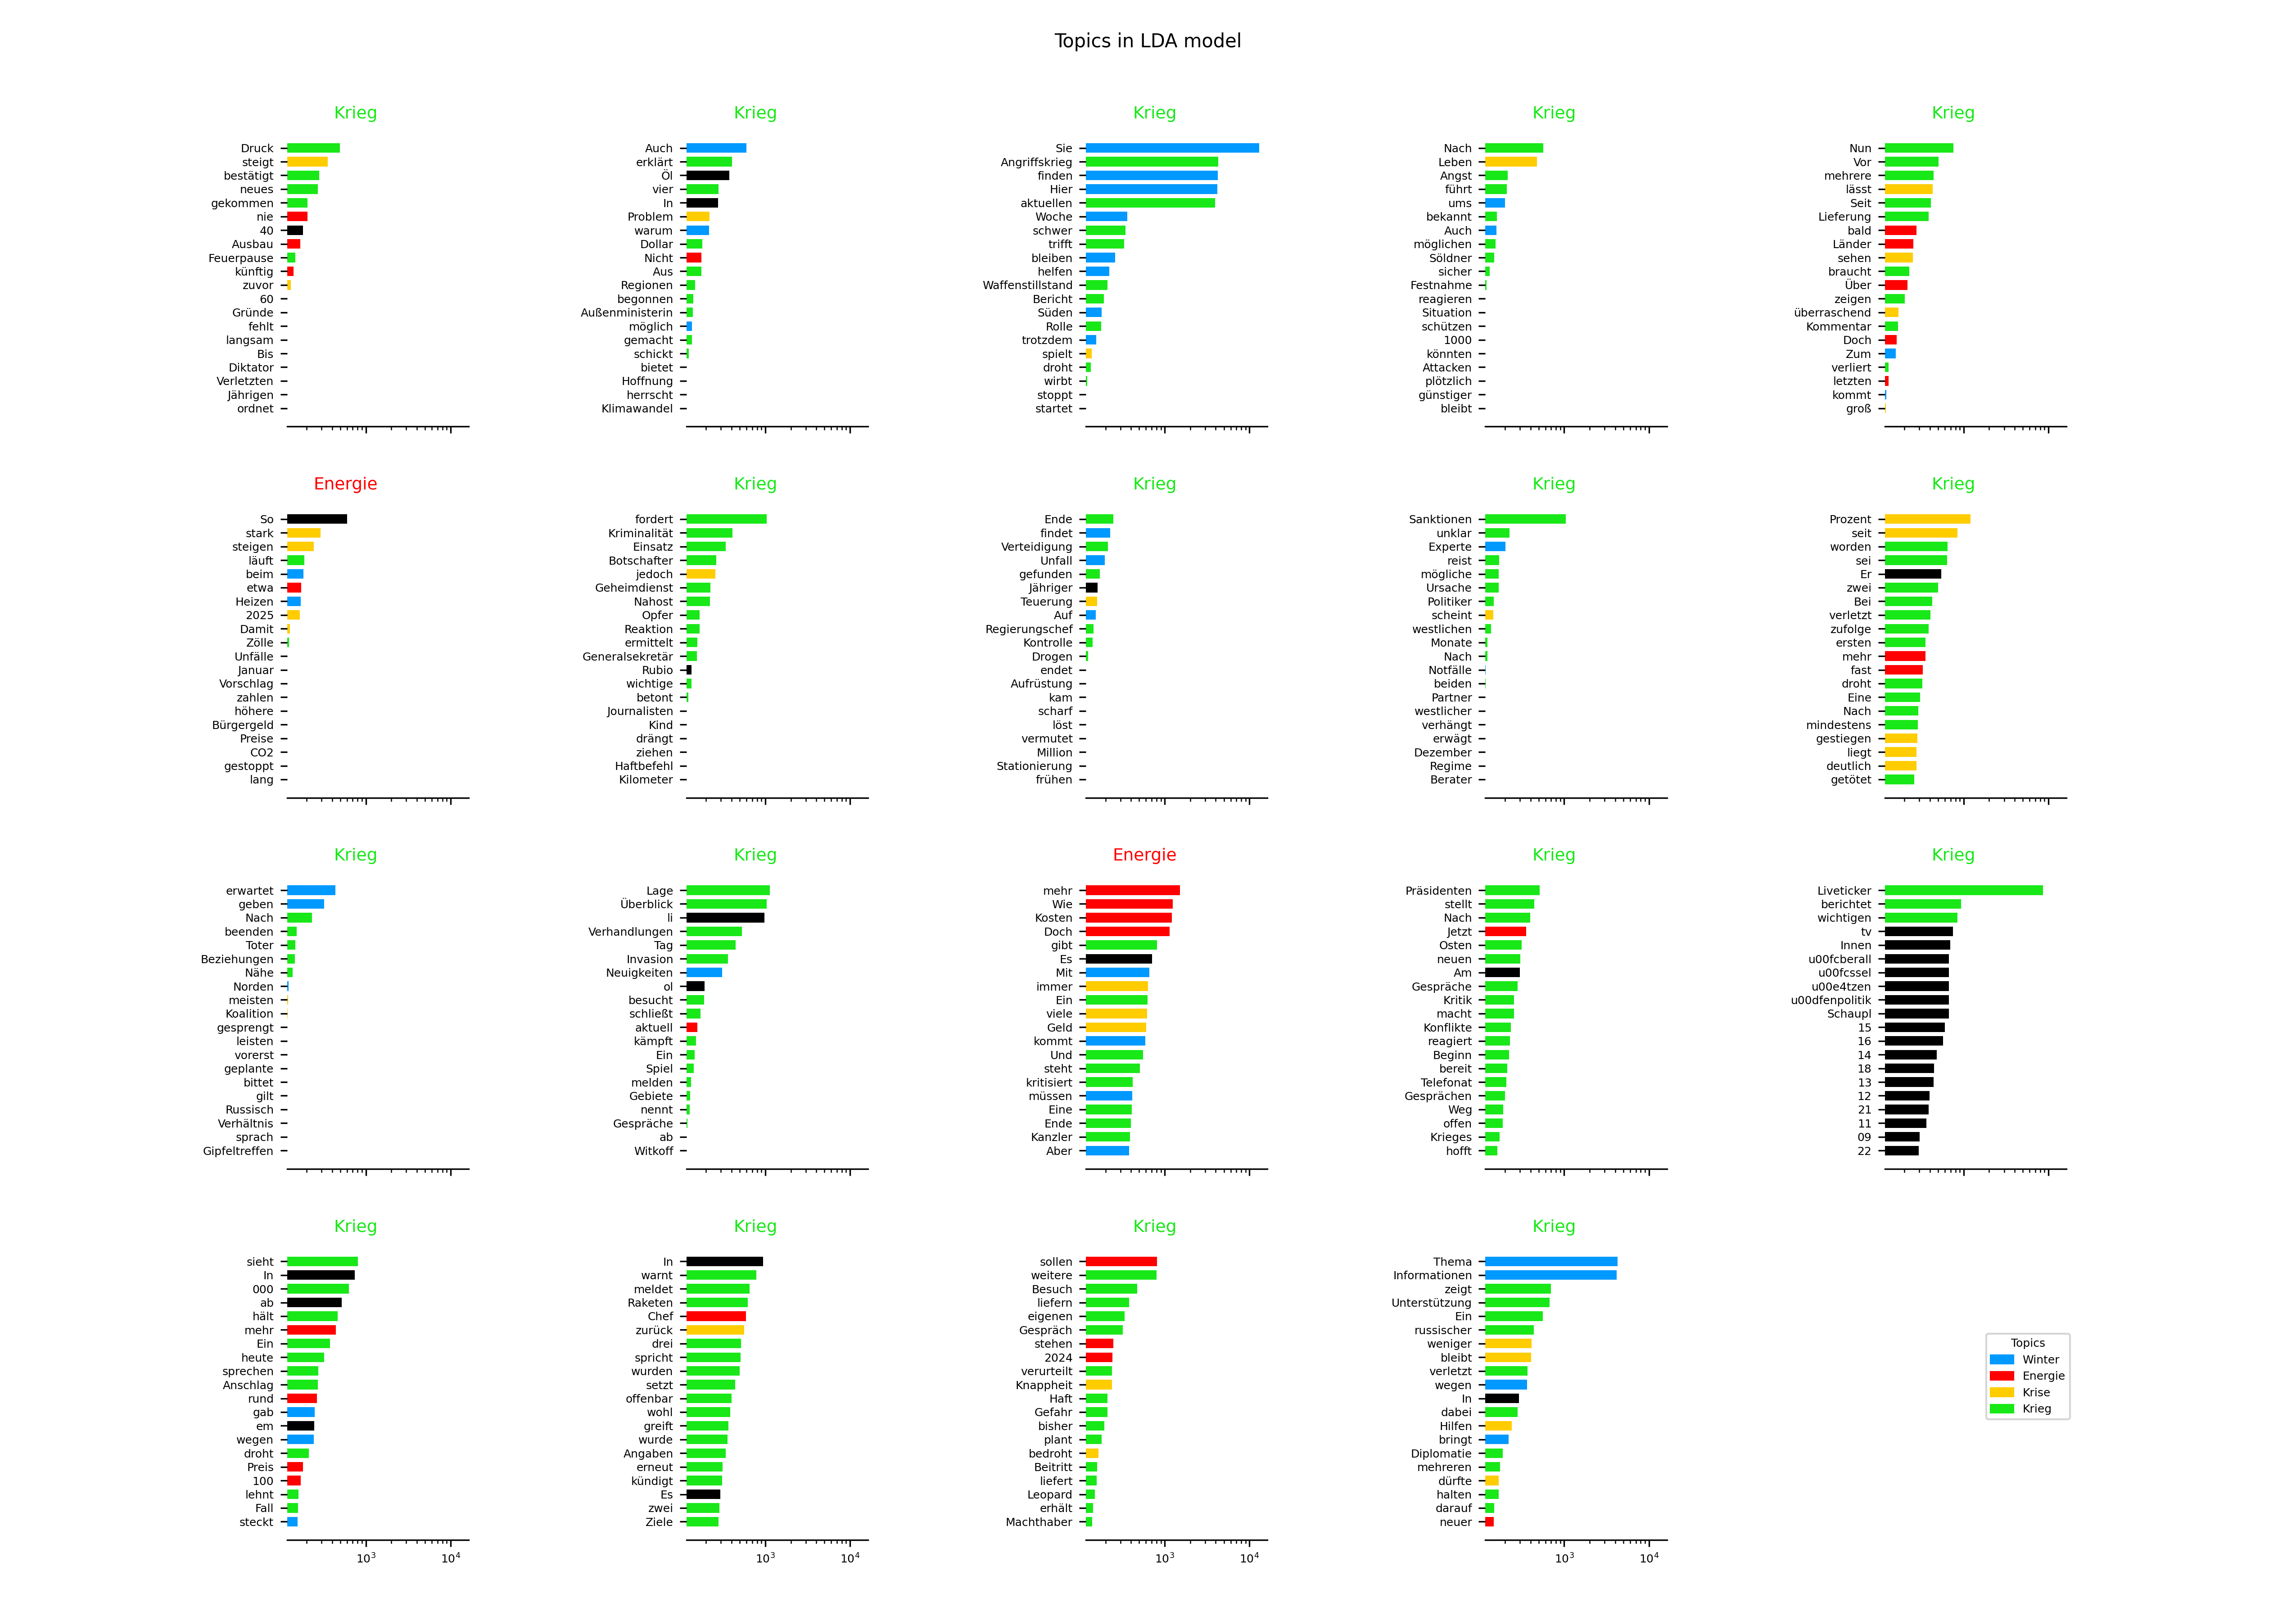 Topics in LDA model
Krieg
Druck
steigt
bestätigt
neues
gekommen
nie
40
Ausbau
Feuerpause
künftig
zuvor
60
Gründe
fehlt
langsam
Bis
Diktator
Verletzten
Jährigen
ordnet
Krieg
Auch
erklärt
Öl
vier
In
Problem
warum
Dollar
Nicht
Aus
Regionen
begonnen
Außenministerin
möglich
gemacht
schickt
bietet
Hoffnung
herrscht
Klimawandel
Krieg
Sie
Angriffskrieg
finden
Hier
aktuellen
Woche
schwer
trifft
bleiben
helfen
Waffenstillstand
Bericht
Süden
Rolle
trotzdem
spielt
droht
wirbt
stoppt
startet
Krieg
Nach
Leben
Angst
führt
ums
bekannt
Auch
möglichen
Söldner
sicher
Festnahme
reagieren
Situation
schützen
1000
könnten
Attacken
plötzlich
günstiger
bleibt
Krieg
Nun
Vor
mehrere
lässt
Seit
Lieferung
bald
Länder
sehen
braucht
Über
zeigen
überraschend
Kommentar
Doch
Zum
verliert
letzten
kommt
groß
Energie
So
stark
steigen
läuft
beim
etwa
Heizen
2025
Damit
Zölle
Unfälle
Januar
Vorschlag
zahlen
höhere
Bürgergeld
Preise
CO2
gestoppt
lang
Krieg
fordert
Kriminalität
Einsatz
Botschafter
jedoch
Geheimdienst
Nahost
Opfer
Reaktion
ermittelt
Generalsekretär
Rubio
wichtige
betont
Journalisten
Kind
drängt
ziehen
Haftbefehl
Kilometer
Krieg
Ende
findet
Verteidigung
Unfall
gefunden
Jähriger
Teuerung
Auf
Regierungschef
Kontrolle
Drogen
endet
Aufrüstung
kam
scharf
löst
vermutet
Million
Stationierung
frühen
Krieg
Sanktionen
unklar
Experte
reist
mögliche
Ursache
Politiker
scheint
westlichen
Monate
Nach
Notfälle
beiden
Partner
westlicher
verhängt
erwägt
Dezember
Regime
Berater
Krieg
Prozent
seit
worden
sei
Er
zwei
Bei
verletzt
zufolge
ersten
mehr
fast
droht
Eine
Nach
mindestens
gestiegen
liegt
deutlich
getötet
Krieg
erwartet
geben
Nach
beenden
Toter
Beziehungen
Nähe
Norden
meisten
Koalition
gesprengt
leisten
vorerst
geplante
bittet
gilt
Russisch
Verhältnis
sprach
Gipfeltreffen
Krieg
Lage
Überblick
li
Verhandlungen
Tag
Invasion
Neuigkeiten
ol
besucht
schließt
aktuell
kämpft
Ein
Spiel
melden
Gebiete
nennt
Gespräche
ab
Witkoff
Energie
mehr
Wie
Kosten
Doch
gibt
Es
Mit
immer
Ein
viele
Geld
kommt
Und
steht
kritisiert
müssen
Eine
Ende
Kanzler
Aber
Krieg
Präsidenten
stellt
Nach
Jetzt
Osten
neuen
Am
Gespräche
Kritik
macht
Konflikte
reagiert
Beginn
bereit
Telefonat
Gesprächen
Weg
offen
Krieges
hofft
Krieg
Liveticker
berichtet
wichtigen
tv
Innen
u00fcberall
u00fcssel
u00e4tzen
u00dfenpolitik
Schaupl
15
16
14
18
13
12
21
11
09
22
Krieg
sieht
In
000
ab
hält
mehr
Ein
heute
sprechen
Anschlag
rund
gab
em
wegen
droht
Preis
100
lehnt
Fall
steckt
10³ 10⁴
Krieg
In
warnt
meldet
Raketen
Chef
zurück
drei
spricht
wurden
setzt
offenbar
wohl
greift
wurde
Angaben
erneut
kündigt
Es
zwei
Ziele
10³ 10⁴
Krieg
sollen
weitere
Besuch
liefern
eigenen
Gespräch
stehen
2024
verurteilt
Knappheit
Haft
Gefahr
bisher
plant
bedroht
Beitritt
liefert
Leopard
erhält
Machthaber
10³ 10⁴
Krieg
Thema
Informationen
zeigt
Unterstützung
Ein
russischer
weniger
bleibt
verletzt
wegen
In
dabei
Hilfen
bringt
Diplomatie
mehreren
dürfte
halten
darauf
neuer
10³ 10⁴
Topics
Winter
Energie
Krise
Krieg